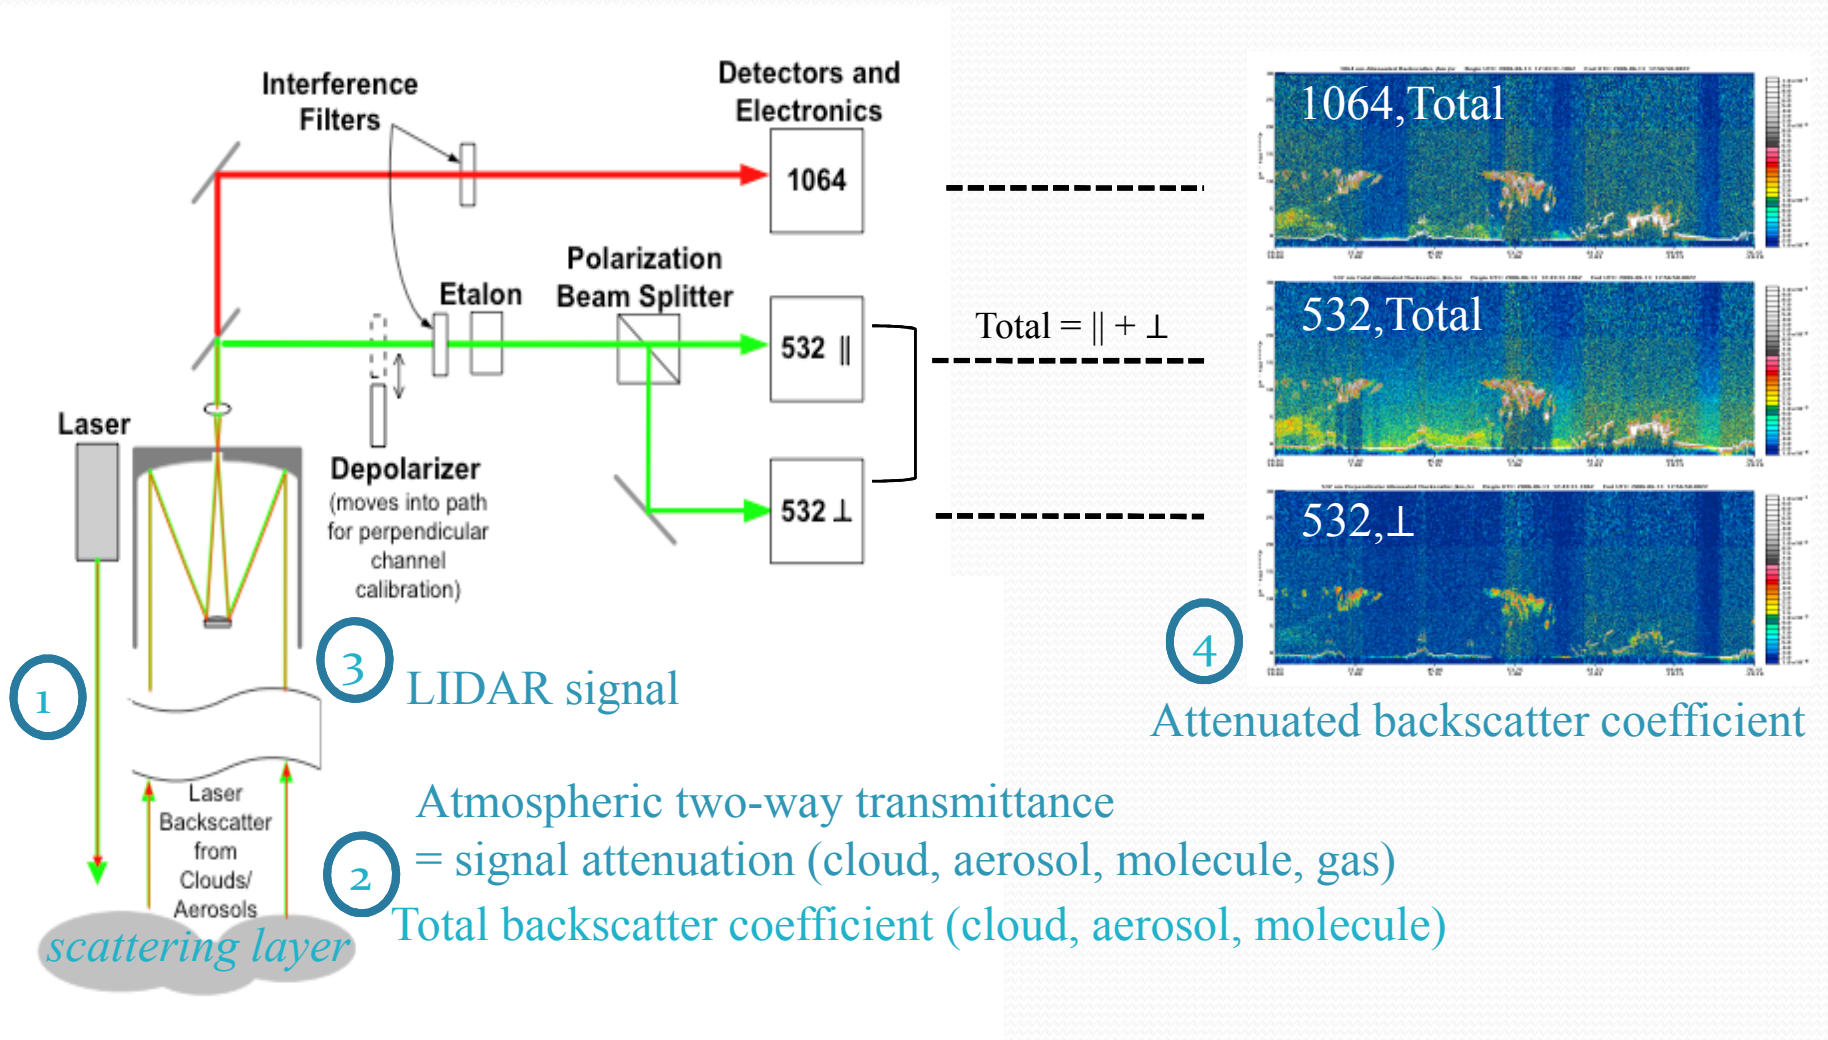 Interference
Filters
Detectors and
Electronics
1064
Polarization
Beam Splitter
Etalon
532 ||
Total = || + ⊥
Laser
Depolarizer
(moves into path
for perpendicular
channel
calibration)
532 ⊥
1064,Total
532,Total
532,⊥
1
3
LIDAR signal
4
Attenuated backscatter coefficient
Laser
Backscatter
from
Clouds/
Aerosols
scattering layer
2
Atmospheric two-way transmittance
= signal attenuation (cloud, aerosol, molecule, gas)
Total backscatter coefficient (cloud, aerosol, molecule)